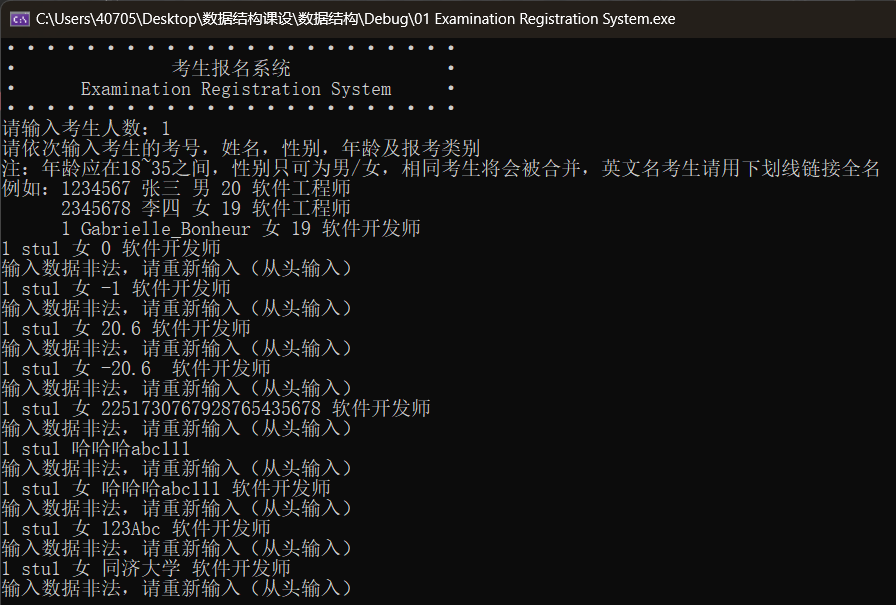 C:\Users\40705\Desktop\数据结构课设\数据结构\Debug\01 Examination Registration System.exe
· · · · · · · · · · · · · · · · · · · · · · ·
· 考生报名系统 ·
· Examination Registration System ·
· · · · · · · · · · · · · · · · · · · · · · ·
请输入考生人数：1
请依次输入考生的考号，姓名，性别，年龄及报考类别
注：年龄应在18~35之间，性别只可为男/女，相同考生将会被合并，英文名考生请用下划线链接全名
例如：1234567 张三 男 20 软件工程师
2345678 李四 女 19 软件工程师
1 Gabrielle_Bonheur 女 19 软件开发师
1 stu1 女 0 软件开发师
输入数据非法，请重新输入（从头输入）
1 stu1 女 -1 软件开发师
输入数据非法，请重新输入（从头输入）
1 stu1 女 20.6 软件开发师
输入数据非法，请重新输入（从头输入）
1 stu1 女 -20.6  软件开发师
输入数据非法，请重新输入（从头输入）
1 stu1 女 2251730767928765435678 软件开发师
输入数据非法，请重新输入（从头输入）
1 stu1 哈哈哈abc111
输入数据非法，请重新输入（从头输入）
1 stu1 女 哈哈哈abc111 软件开发师
输入数据非法，请重新输入（从头输入）
1 stu1 女 123Abc 软件开发师
输入数据非法，请重新输入（从头输入）
1 stu1 女 同济大学 软件开发师
输入数据非法，请重新输入（从头输入）